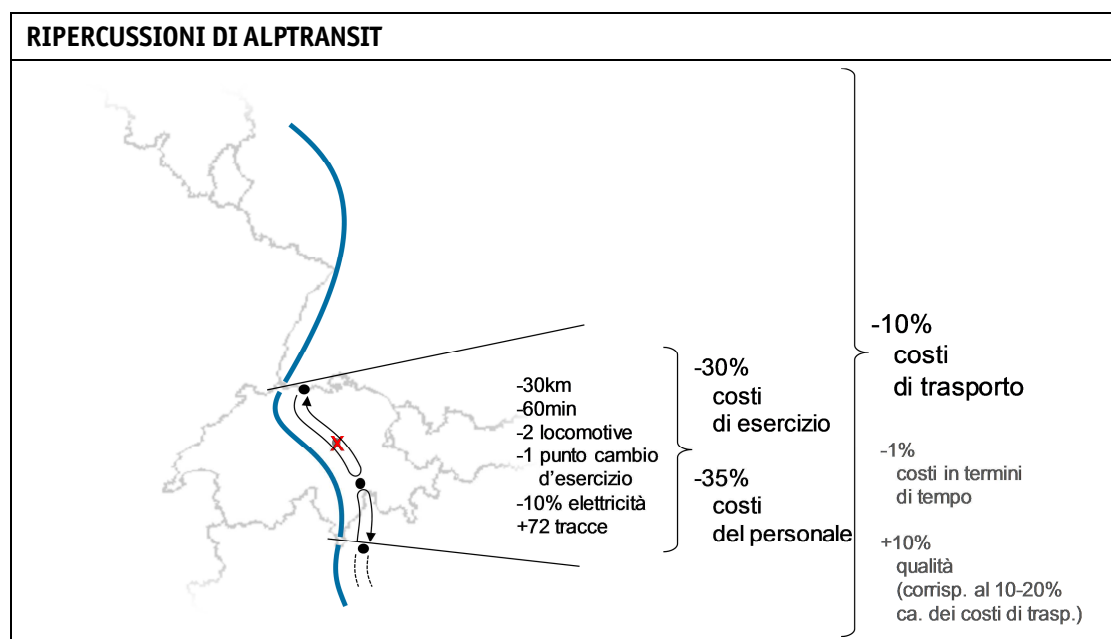 RIPERCUSSIONI DI ALPTRANSIT
-30km
-60min
-2 locomotive
-1 punto cambio
d'esercizio
-10% elettricità
+72 tracce
-30%
costi
di esercizio
-35%
costi
del personale
-10%
costi
di trasporto
-1%
costi in termini
di tempo
+10%
qualità
(corrisp. al 10-20%
ca. dei costi di trasp.)